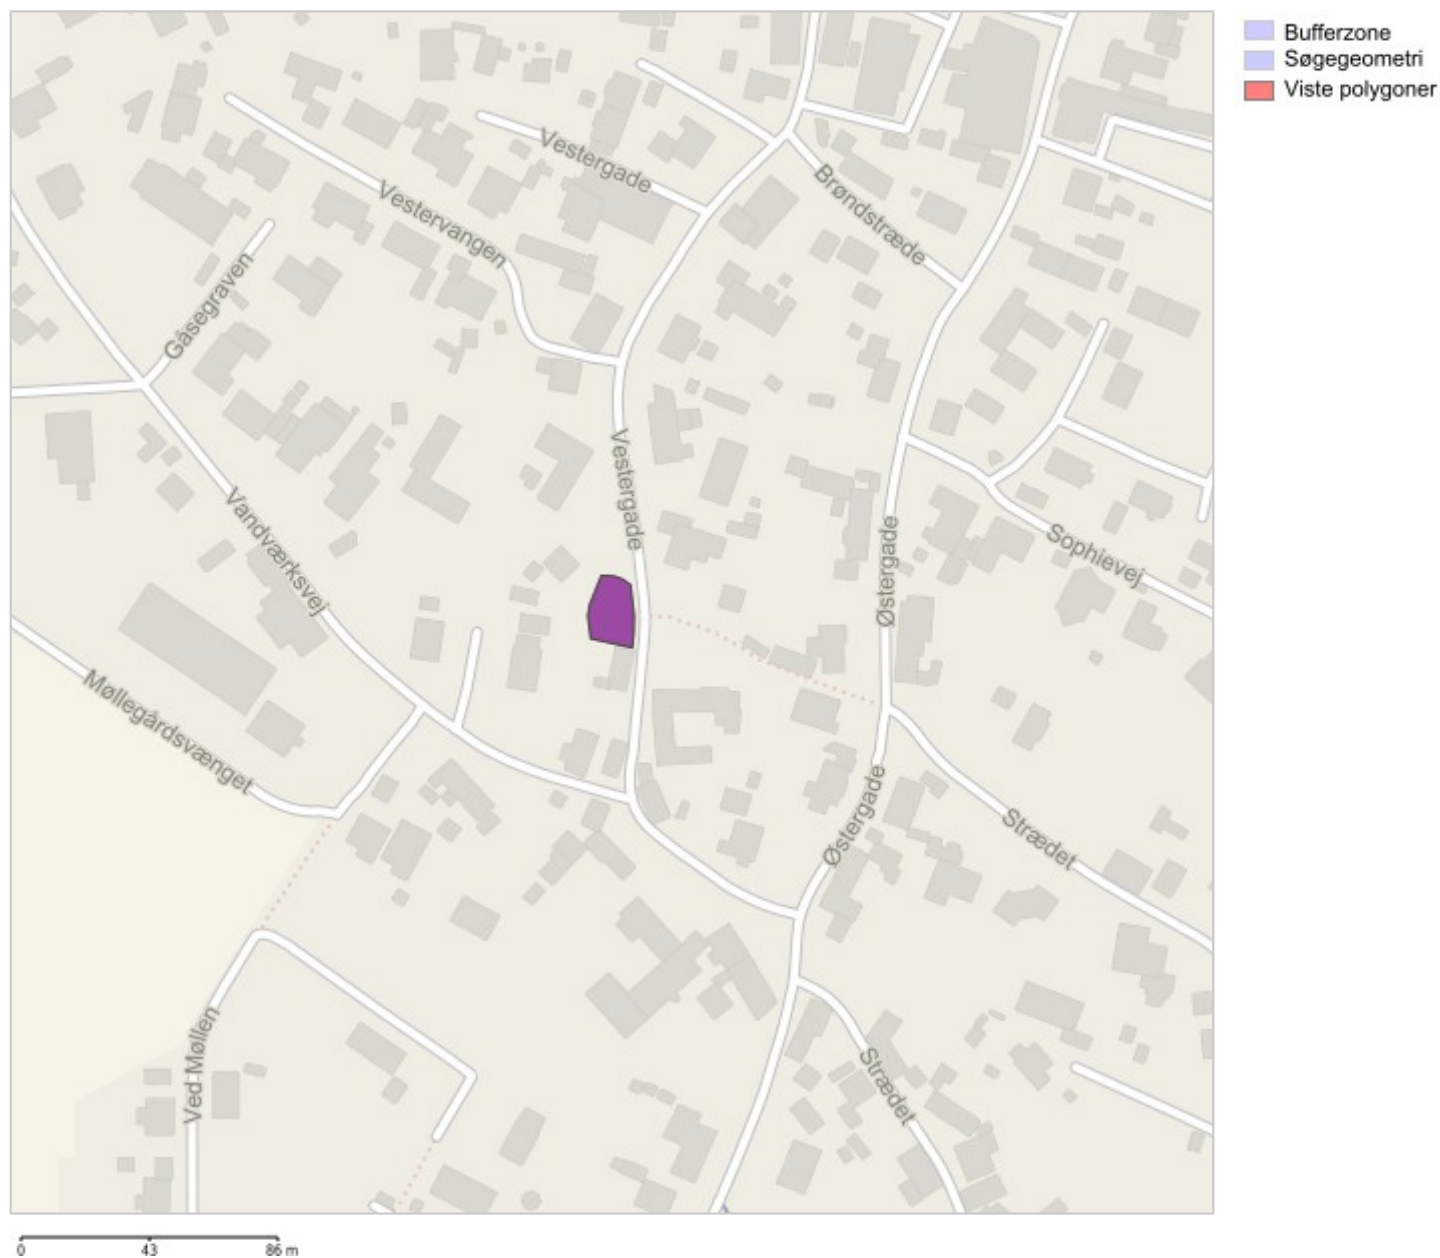 Bufferzone
Søgegeometri
Viste polygoner
Vestergade
Vestervangen
Brøndstræde
Gåsegraven
Vestergade
Vandværksvej
Østergade
Sophievej
Møllegårdsvænget
Østergade
Strædet
Ved Møllen
Strædet
0 43 86 m